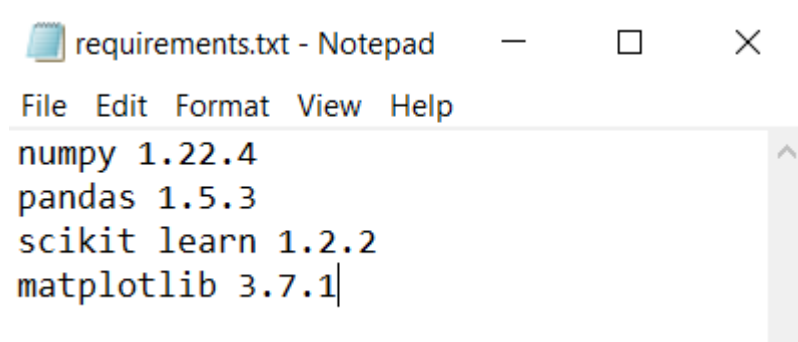 requirements.txt - Notepad
File Edit Format View Help
numpy 1.22.4
pandas 1.5.3
scikit learn 1.2.2
matplotlib 3.7.1